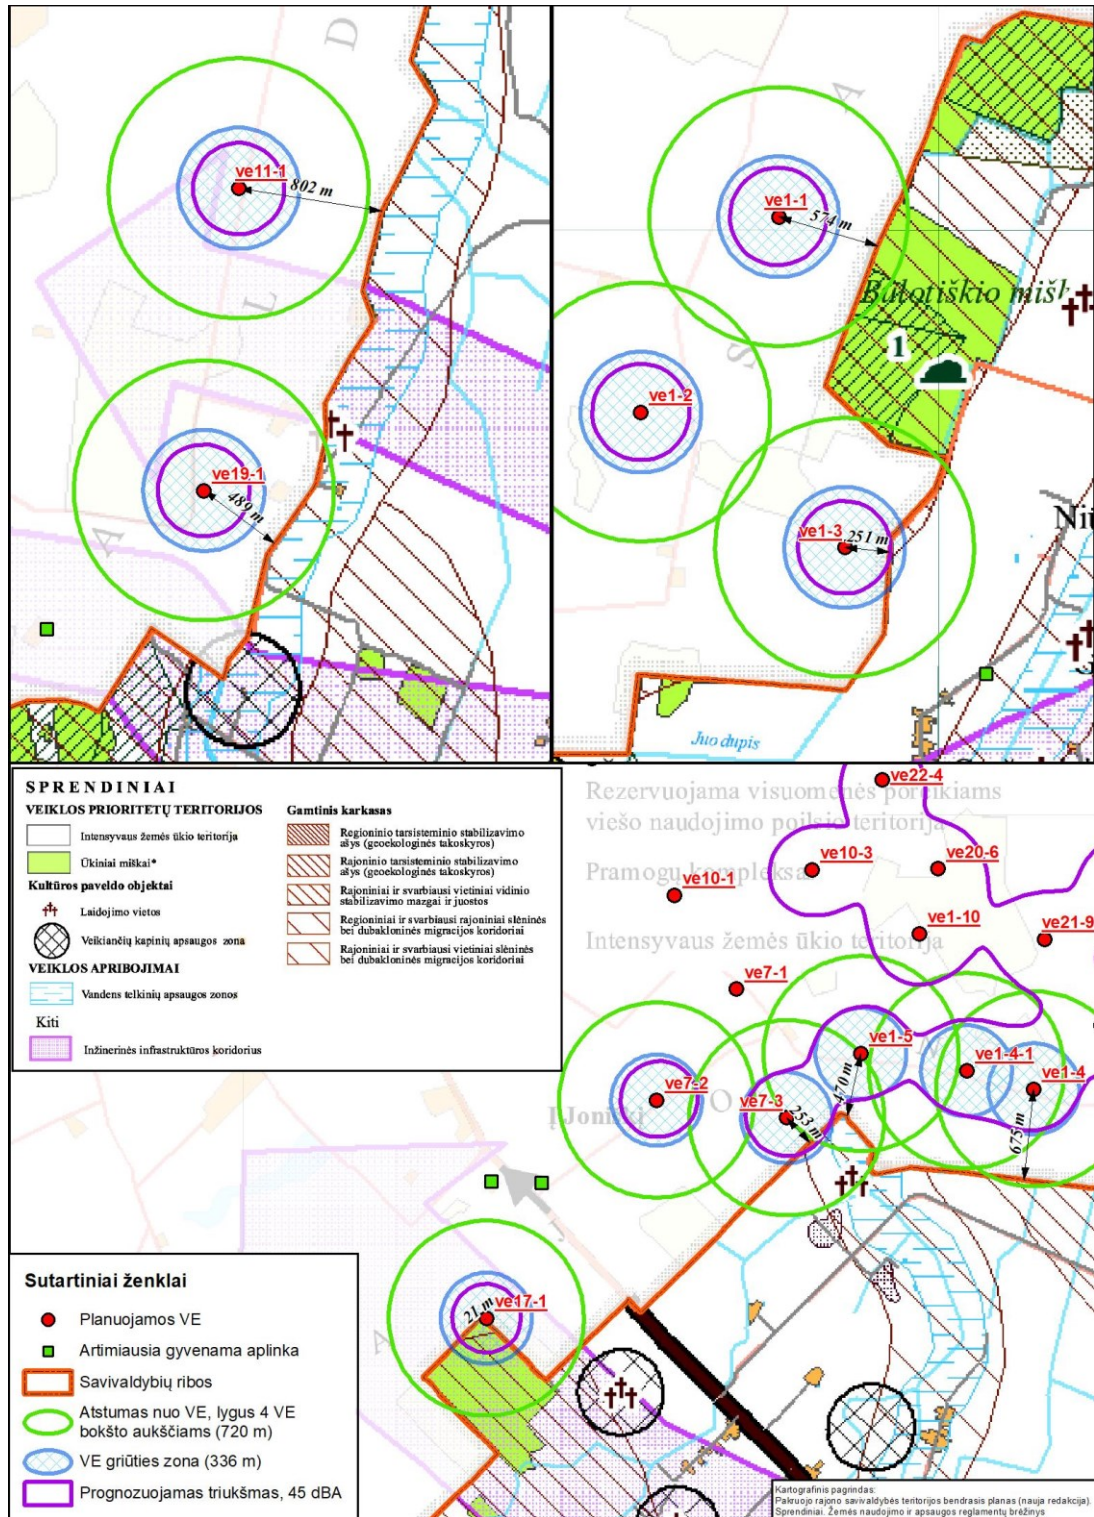 D
ve11-1
802 m
L
A
ve19-1
489 m
A
ve1-1
574 m
Balotiškio mišk
1
S
ve1-2
ve1-3
251 m
Niū
Juodupis
SPRENDINIAI
VEIKLOS PRIORITETŲ TERITORIJOS
Intensyvaus žemės ūkio teritorija
Ūkiniai miškai*
Kultūros paveldo objektai
Laidojimo vietos
Veikiančių kapinių apsaugos zona
VEIKLOS APRIBOJIMAI
Vandens telkinių apsaugos zonos
Kiti
Inžinerinės infrastruktūros koridorius
Gamtinis karkasas
Regioninio tarsisteminio stabilizavimo
ašys (geoekologinės takoskyros)
Rajoninio tarsisteminio stabilizavimo
ašys (geoekologinės takoskyros)
Rajoniniai ir svarbiausi vietiniai vidinio
stabilizavimo mazgai ir juostos
Regioniniai ir svarbiausi rajoniniai slėninės
bei dubakloninės migracijos koridoriai
Rajoniniai ir svarbiausi vietiniai slėninės
bei dubakloninės migracijos koridoriai
ve22-4
Rezervuojama visuomenės poreikiams
viešo naudojimo poilsio teritorija
ve10-3
ve20-6
Pramogų kompleksa
ve10-1
ve1-10
ve21-9
Intensyvaus žemės ūkio teritorija
ve7-1
ve1-5
N
ve1-4-1
ve7-2
ve1-4
O
ve7-3
470 m
253 m
675 m
Į Joniškį
J
A
ve17-1
21 m
Sutartiniai ženklai
Planuojamos VE
Artimiausia gyvenama aplinka
Savivaldybių ribos
Atstumas nuo VE, lygus 4 VE
bokšto aukščiams (720 m)
VE griūties zona (336 m)
Prognozuojamas triukšmas, 45 dBA
Kartografinis pagrindas:
Pakruojo rajono savivaldybės teritorijos bendrasis planas (nauja redakcija).
Sprendiniai. Žemės naudojimo ir apsaugos reglamentų brėžinys